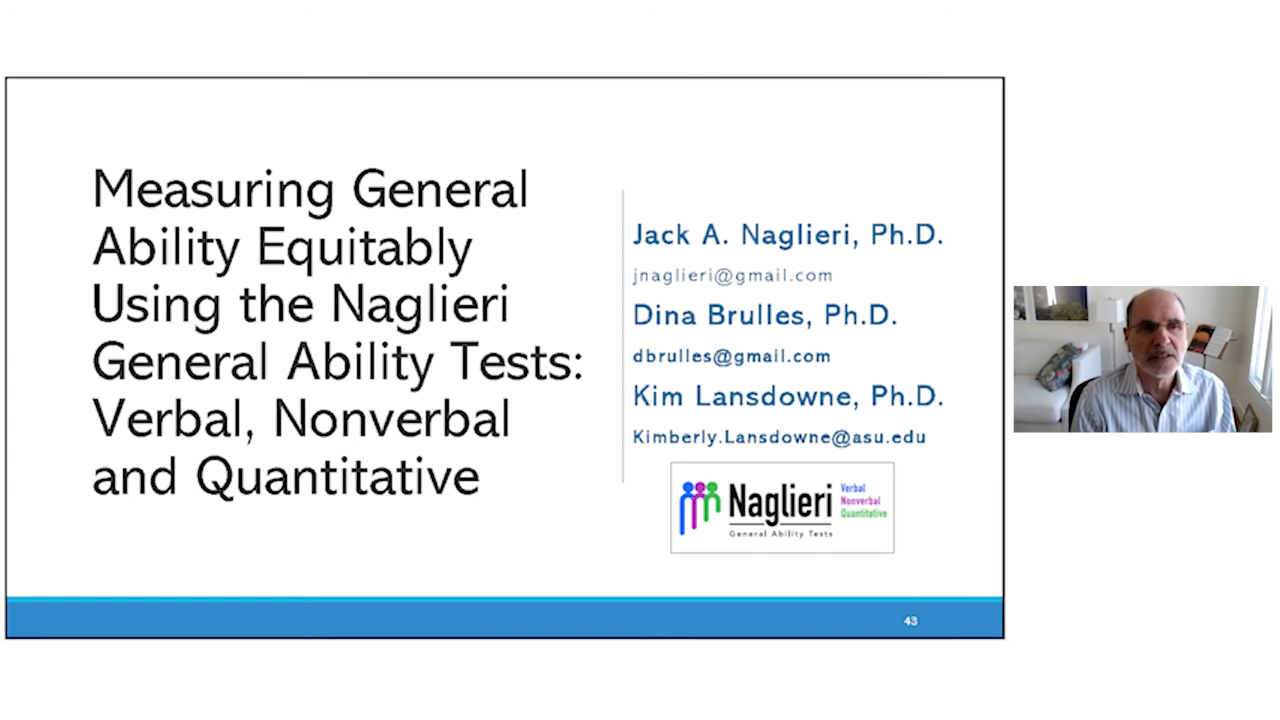 Measuring General
Ability Equitably
Using the Naglieri
General Ability Tests:
Verbal, Nonverbal
and Quantitative
Jack A. Naglieri, Ph.D.
jnaglieri@gmail.com
Dina Brulles, Ph.D.
dbrulles@gmail.com
Kim Lansdowne, Ph.D.
Kimberly.Lansdowne@asu.edu
Naglieri
General Ability Tests
Verbal
Nonverbal
Quantitative
43